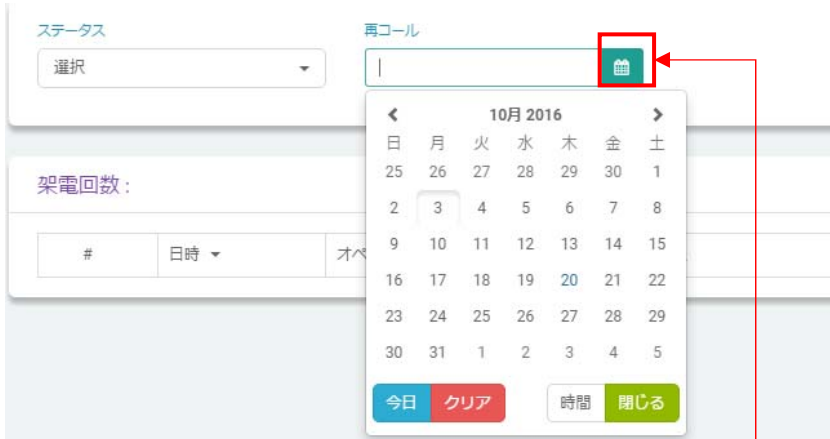 ステータス 再コール
選択
10月 2016
日 月 火 水 木 金 土
25 26 27 28 29 30 1
架電回数 :
2 3 4 5 6 7 8
# 日時 オペ 9 10 11 12 13 14 15
16 17 18 19 20 21 22
23 24 25 26 27 28 29
30 31 1 2 3 4 5
今日 クリア 時間 閉じる